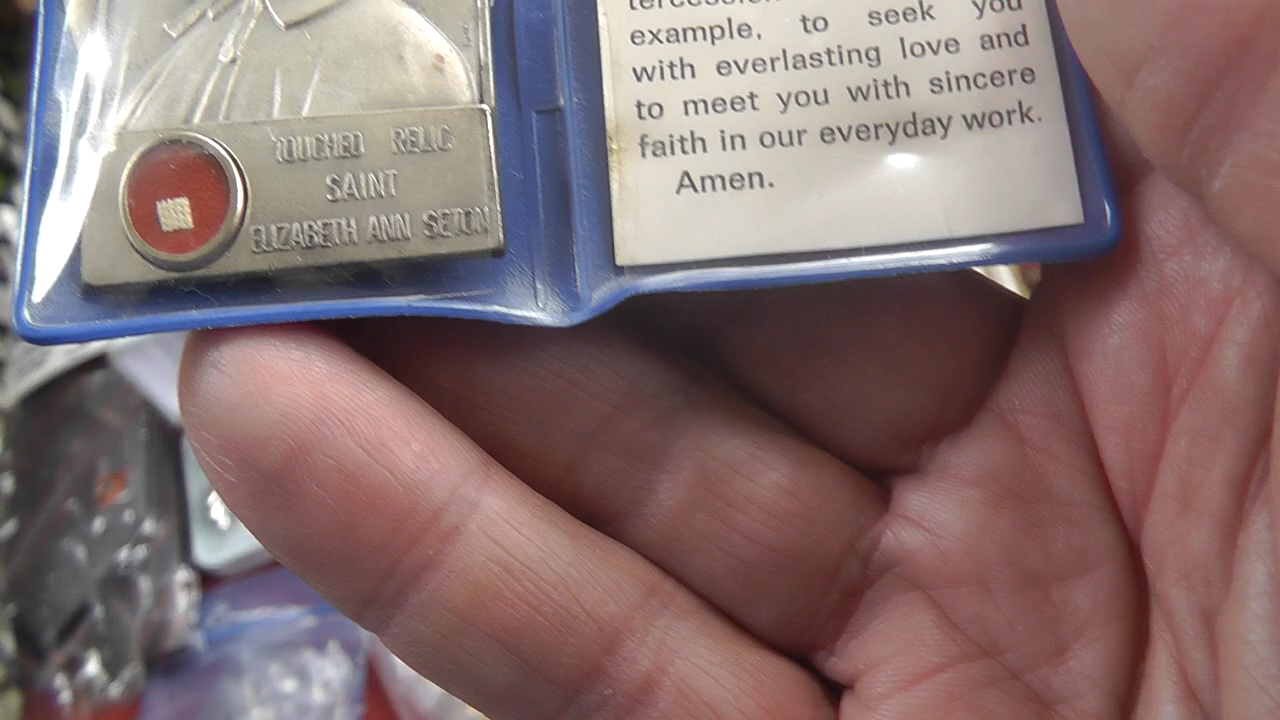 TOUCHED RELIC
SAINT
ELIZABETH ANN SETON
example, to seek you
with everlasting love and
to meet you with sincere
faith in our everyday work.
Amen.